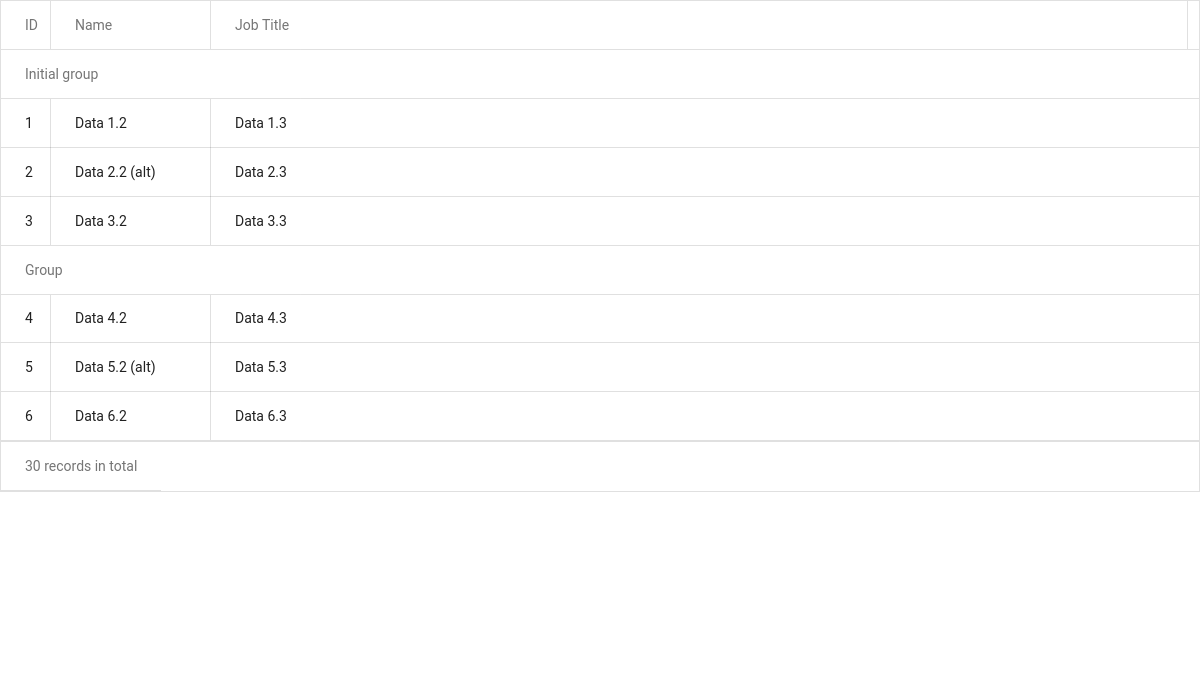 ID Name Job Title
Initial group
1 Data 1.2 Data 1.3
2 Data 2.2 (alt) Data 2.3
3 Data 3.2 Data 3.3
Group
4 Data 4.2 Data 4.3
5 Data 5.2 (alt) Data 5.3
6 Data 6.2 Data 6.3
30 records in total